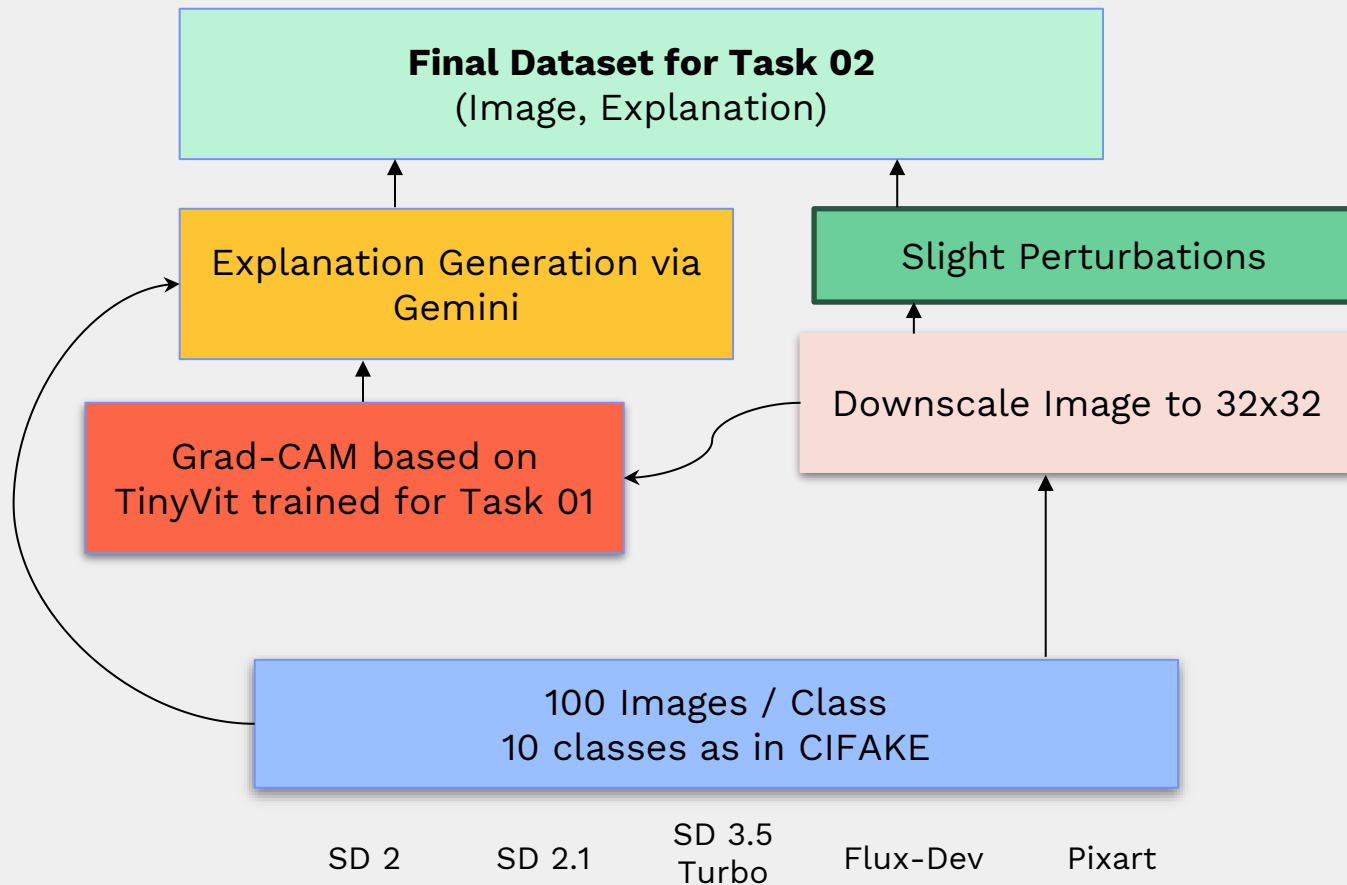 Final Dataset for Task 02
(Image, Explanation)
Explanation Generation via
Gemini
Slight Perturbations
Downscale Image to 32x32
Grad-CAM based on
TinyVit trained for Task 01
100 Images / Class
10 classes as in CIFAKE
SD 2
SD 2.1
SD 3.5
Turbo
Flux-Dev
Pixart